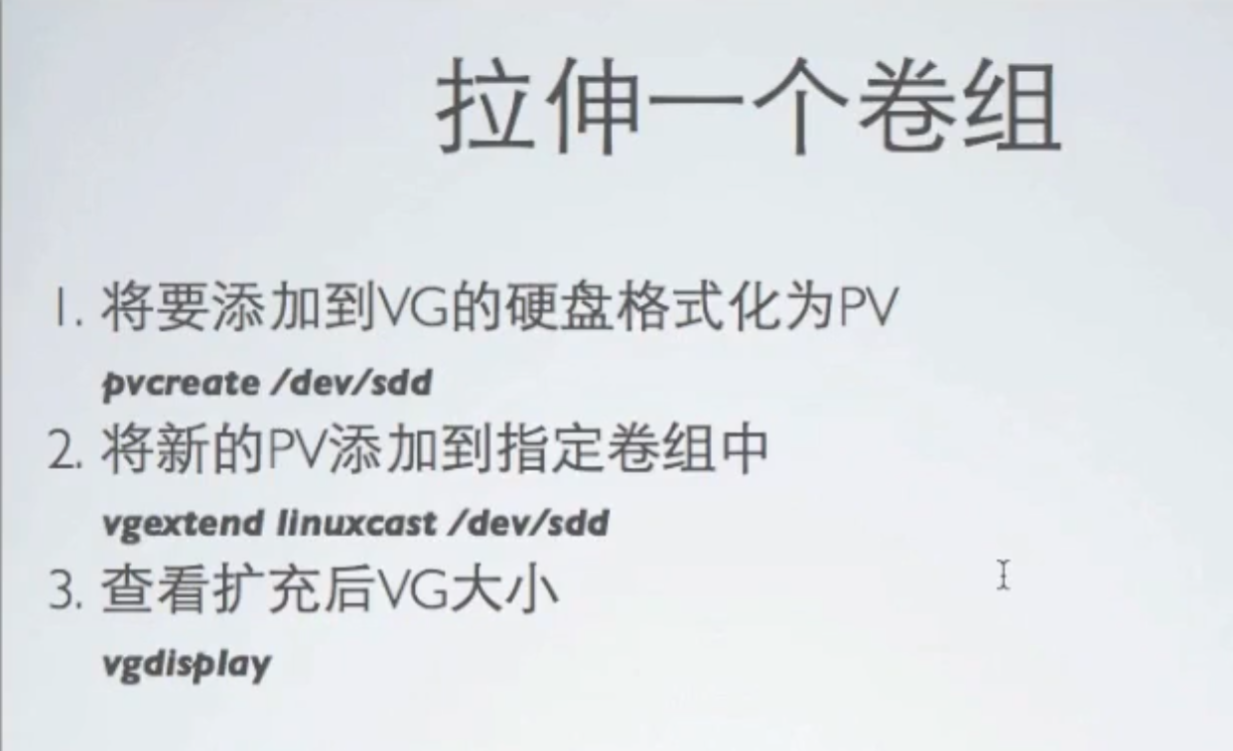 拉伸一个卷组
1. 将要添加到VG的硬盘格式化为PV
pvcreate /dev/sdd
2. 将新的PV添加到指定卷组中
vgextend linuxcast /dev/sdd
3. 查看扩充后VG大小
vgdisplay